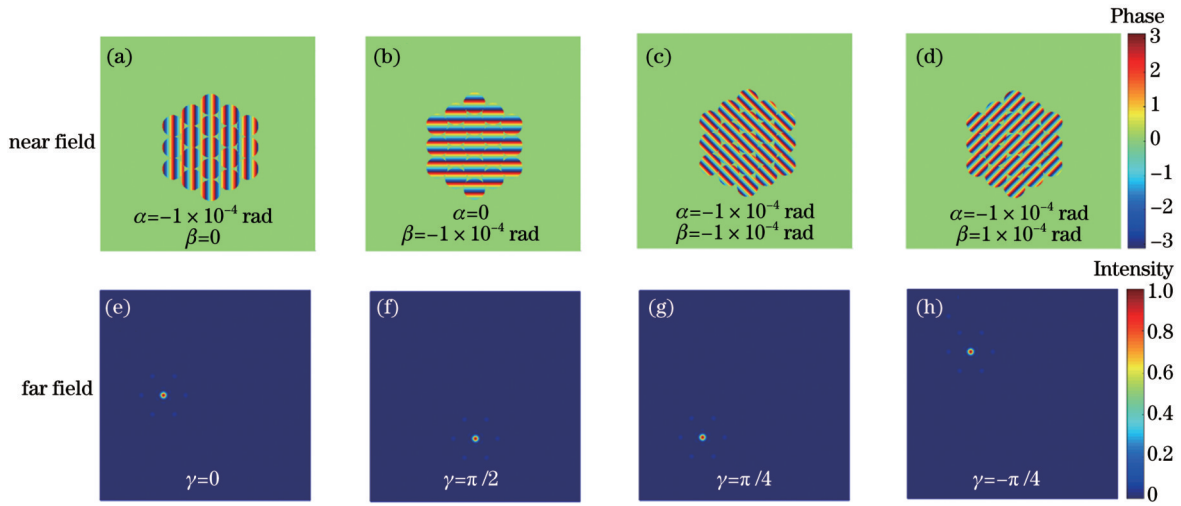 Phase
(a)
(b)
(c)
(d)
near field
α=−1 × 10⁻⁴ rad
β=0
α=0
β=−1 × 10⁻⁴ rad
α=−1 × 10⁻⁴ rad
β=−1 × 10⁻⁴ rad
α=−1 × 10⁻⁴ rad
β=1 × 10⁻⁴ rad
3
2
1
0
−1
−2
−3
Intensity
(e)
(f)
(g)
(h)
far field
γ=0
γ=π /2
γ=π /4
γ=−π /4
1.0
0.8
0.6
0.4
0.2
0